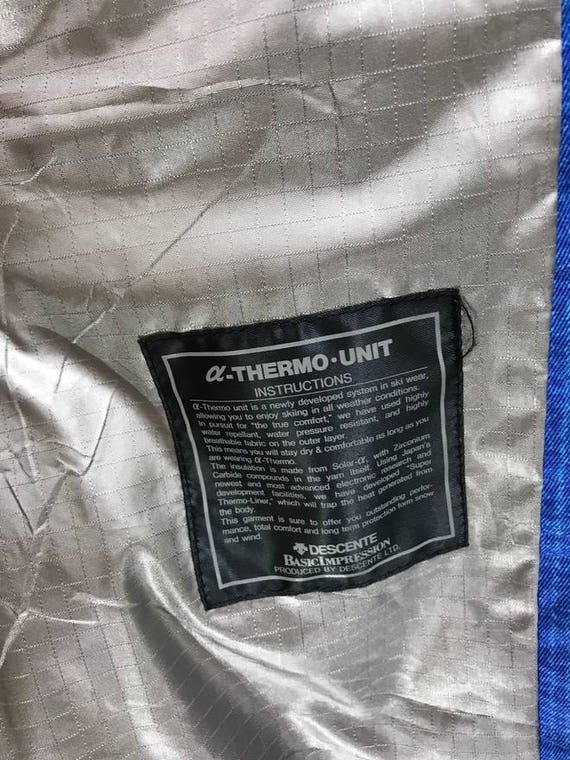 α-THERMO·UNIT
INSTRUCTIONS
α-Thermo unit is a newly developed system in ski wear,
allowing you to enjoy skiing in all weather conditions.
In pursuit for "the true comfort," we have used highly
water repellant, water pressure resistant, and highly
breathable fabric on the outer layer.
This means you will stay dry & comfortable as long as you
are wearing α-Thermo.
The insulation is made from Solar-α, with Zirconium
Carbide compounds in the yarn itself. Using Japan's
newest and most advanced electronic research and
development facilities, we have developed "Super
Thermo-Liner," which will trap the heat generated from
the body.
This garment is sure to offer you outstanding perfor-
mance, total comfort and long term protection form snow
and wind.
DESCENTE
BASIC IMPRESSION
PRODUCED BY DESCENTE LTD.